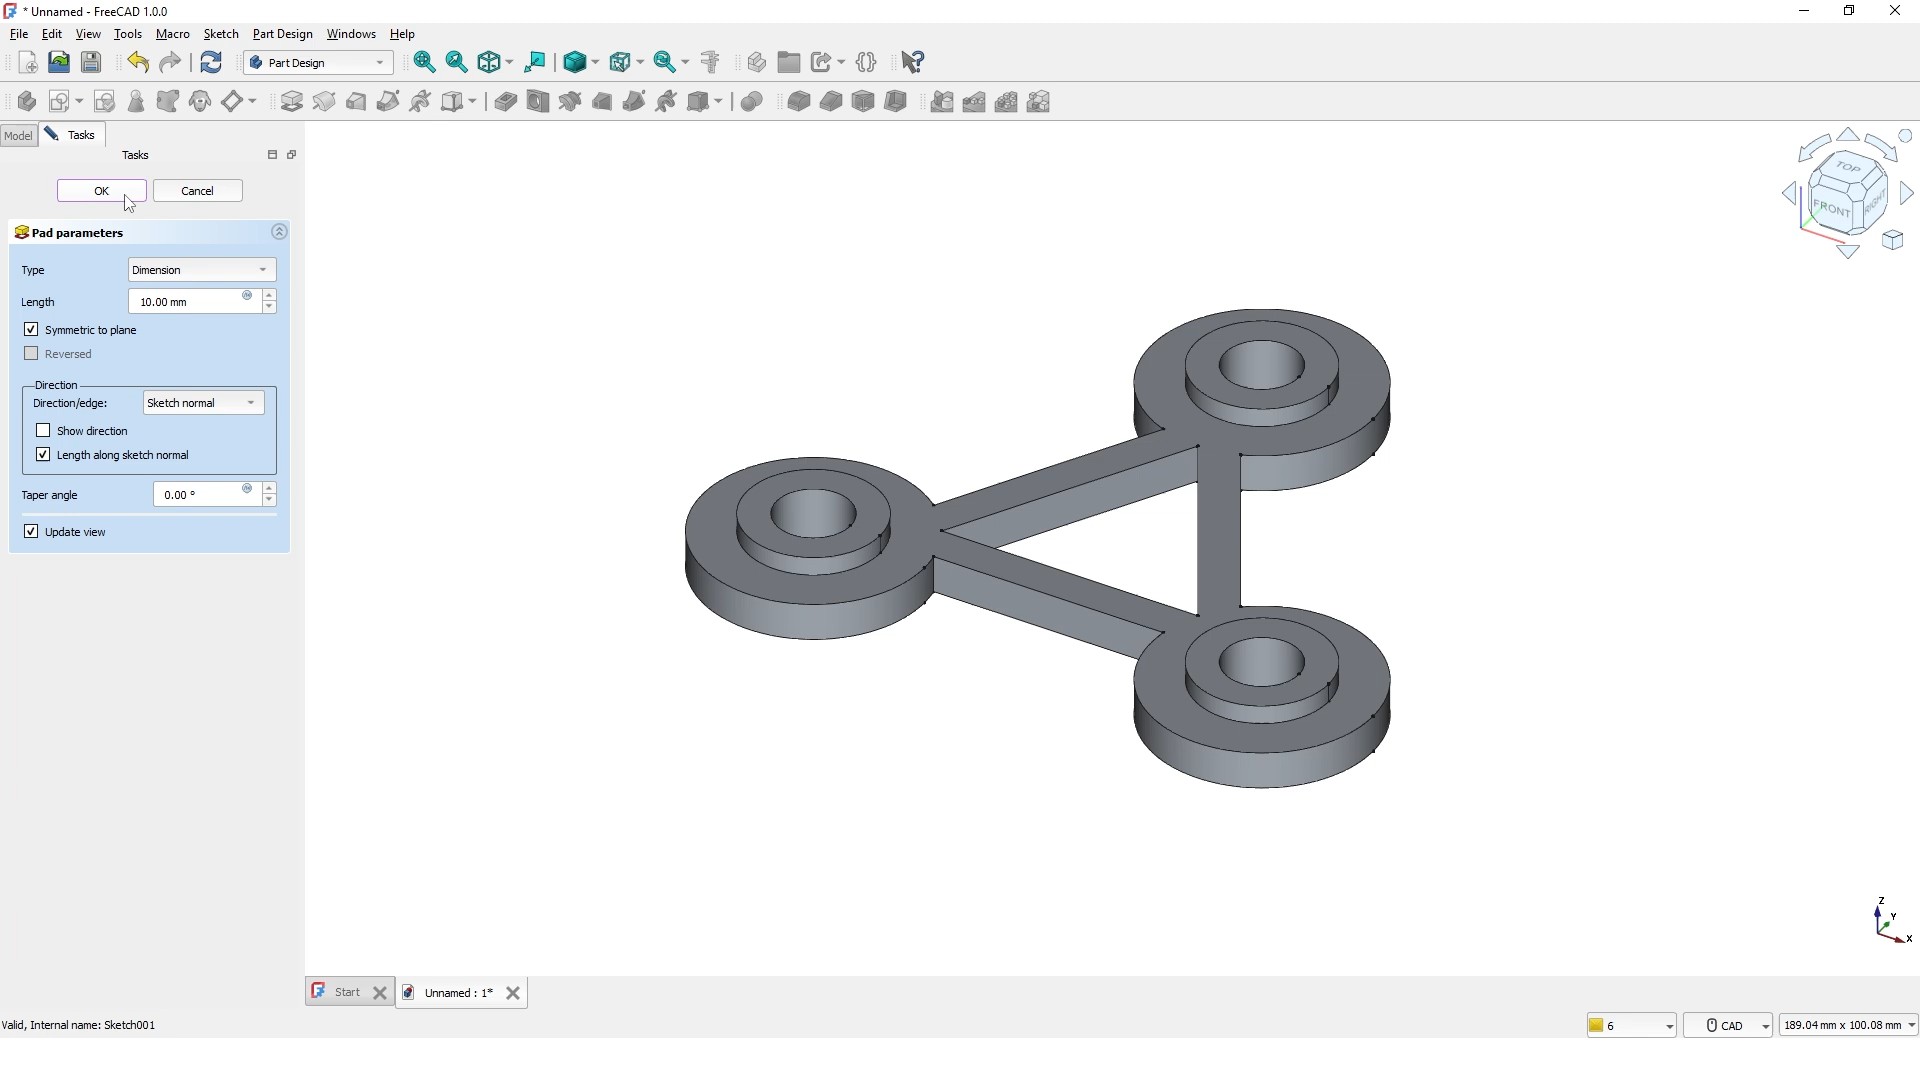 * Unnamed - FreeCAD 1.0.0
File Edit View Tools Macro Sketch Part Design Windows Help
Part Design
Model Tasks
Tasks
OK Cancel
Pad parameters
Type Dimension
Length 10.00 mm
Symmetric to plane
Reversed
Direction
Direction/edge: Sketch normal
Show direction
Length along sketch normal
Taper angle 0.00 °
Update view
TOP
FRONT RIGHT
Z
Y
X
Start Unnamed : 1*
Valid, Internal name: Sketch001
6 CAD 189.04 mm x 100.08 mm